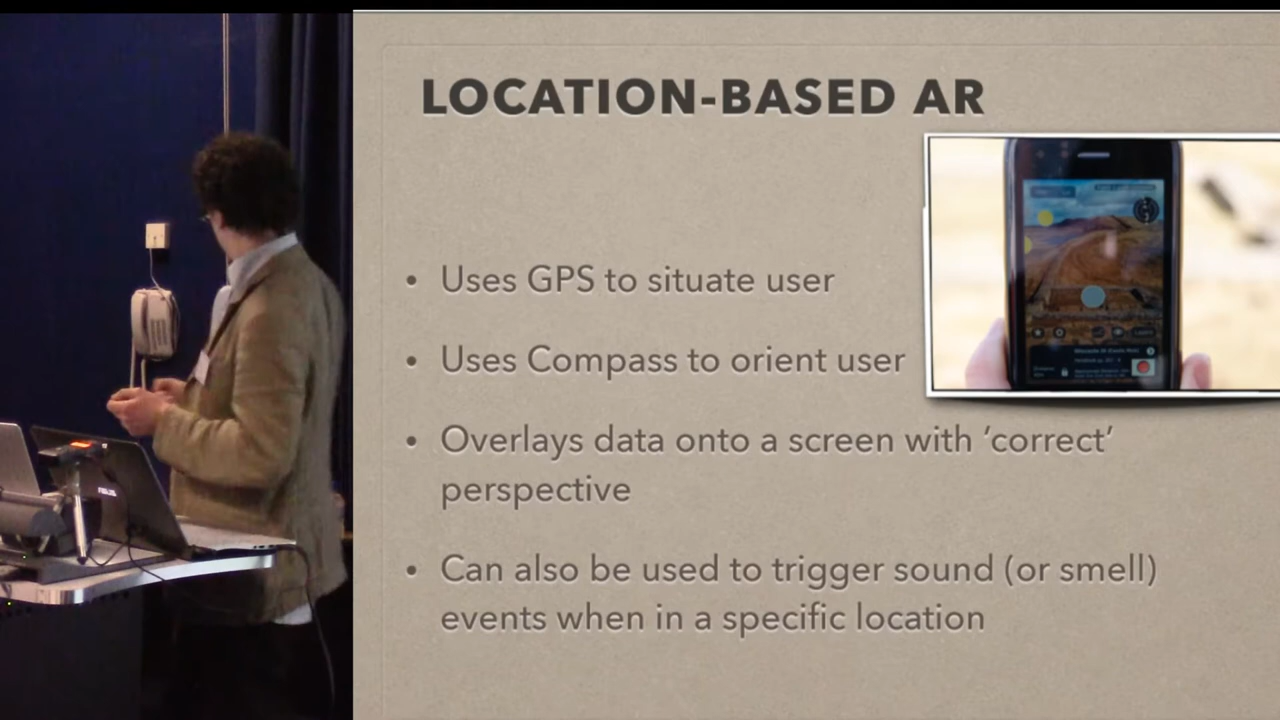 LOCATION-BASED AR
• Uses GPS to situate user
• Uses Compass to orient user
• Overlays data onto a screen with ‘correct’
perspective
• Can also be used to trigger sound (or smell)
events when in a specific location
ASUS